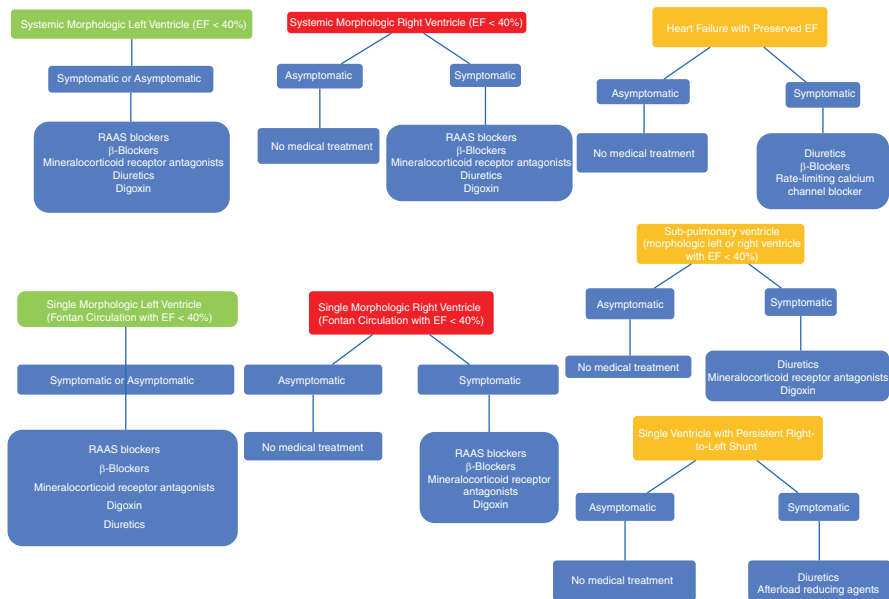 Systemic Morphologic Left Ventricle (EF < 40%)
Symptomatic or Asymptomatic
RAAS blockers
β-Blockers
Mineralocorticoid receptor antagonists
Diuretics
Digoxin
Systemic Morphologic Right Ventricle (EF < 40%)
Asymptomatic
Symptomatic
No medical treatment
RAAS blockers
β-Blockers
Mineralocorticoid receptor antagonists
Diuretics
Digoxin
Heart Failure with Preserved EF
Asymptomatic
Symptomatic
No medical treatment
Diuretics
β-Blockers
Rate-limiting calcium
channel blocker
Sub-pulmonary ventricle
(morphologic left or right ventricle
with EF < 40%)
Asymptomatic
Symptomatic
No medical treatment
Diuretics
Mineralocorticoid receptor antagonists
Digoxin
Single Morphologic Left Ventricle
(Fontan Circulation with EF < 40%)
Symptomatic or Asymptomatic
RAAS blockers
β-Blockers
Mineralocorticoid receptor antagonists
Digoxin
Diuretics
Single Morphologic Right Ventricle
(Fontan Circulation with EF < 40%)
Asymptomatic
Symptomatic
No medical treatment
RAAS blockers
β-Blockers
Mineralocorticoid receptor
antagonists
Digoxin
Single Ventricle with Persistent Right-
to-Left Shunt
Asymptomatic
Symptomatic
No medical treatment
Diuretics
Afterload reducing agents